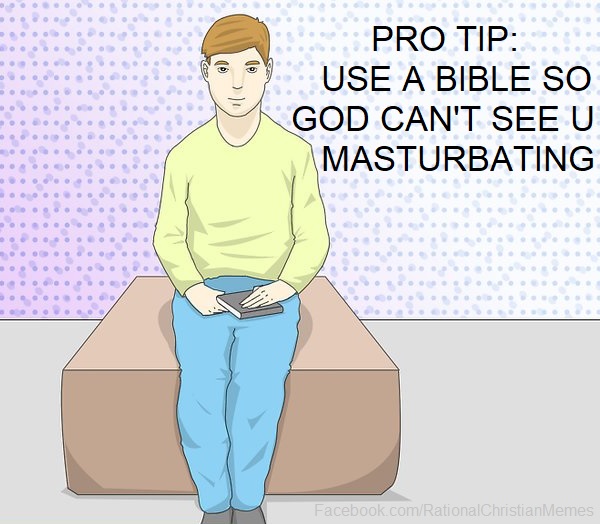 PRO TIP:
USE A BIBLE SO
GOD CAN'T SEE U
MASTURBATING
Facebook.com/RationalChristianMemes